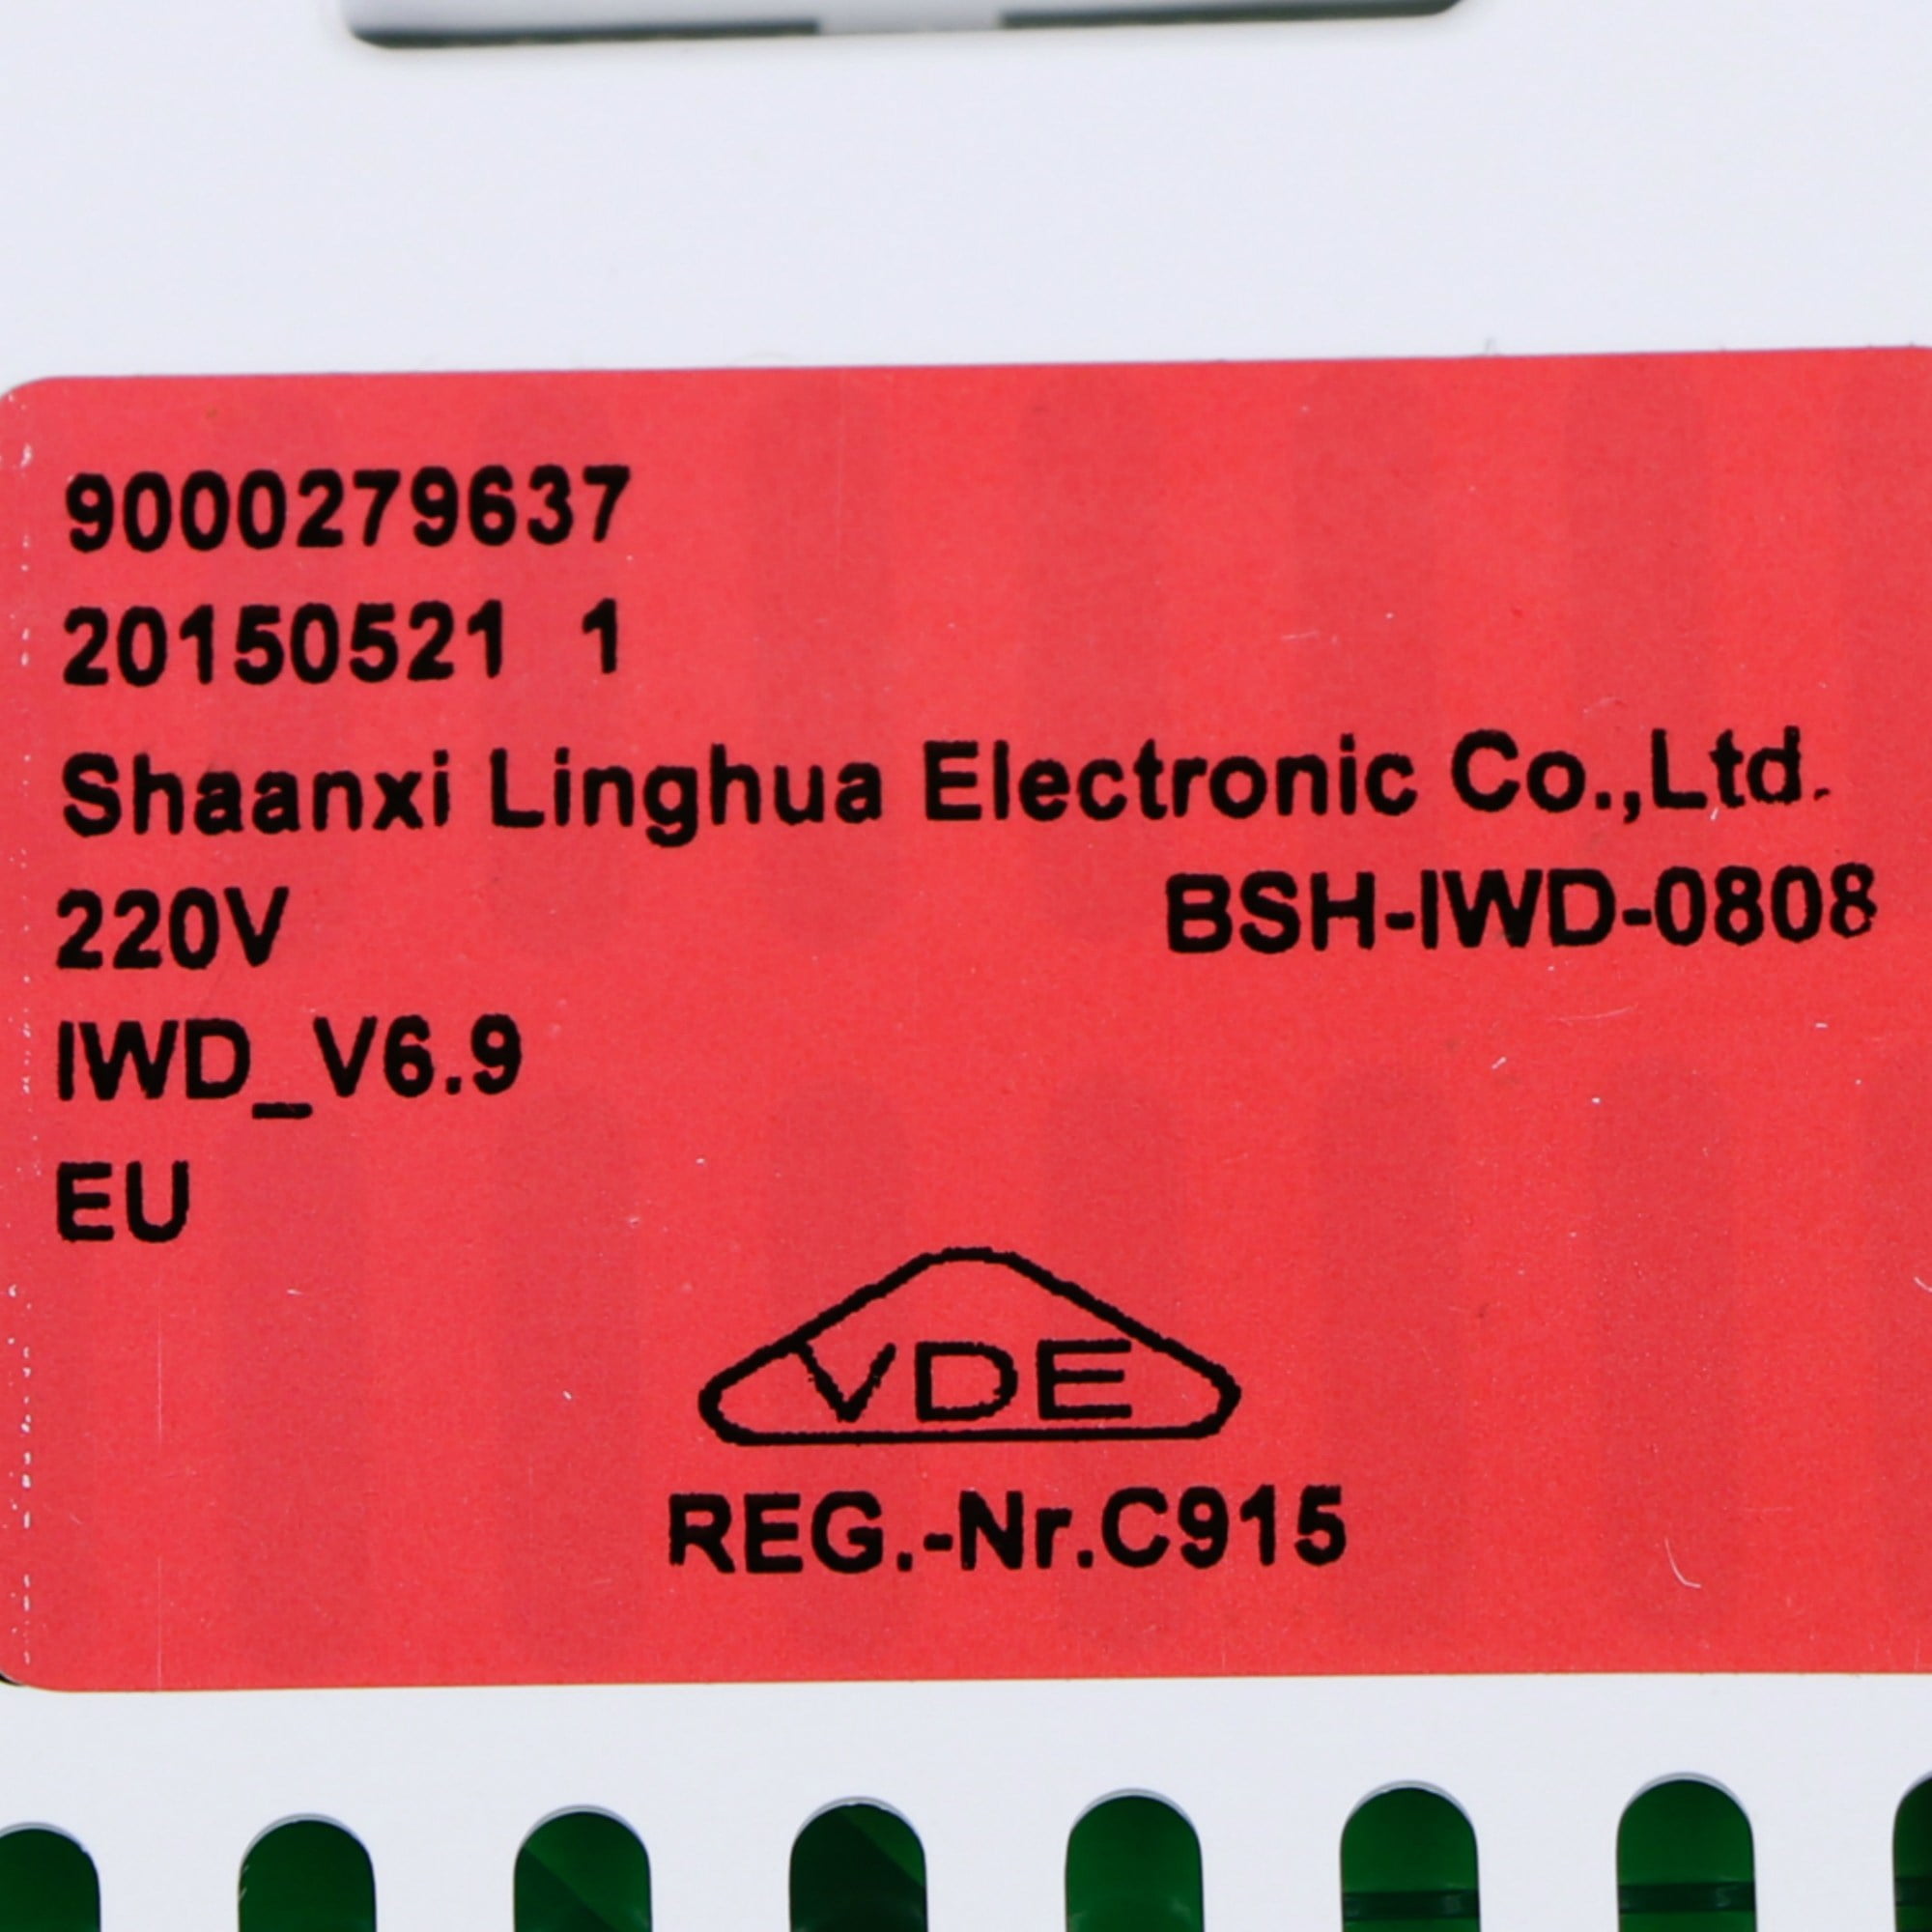 9000279637
20150521 1
Shaanxi Linghua Electronic Co.,Ltd.
220V BSH-IWD-0808
IWD_V6.9
EU
VDE
REG.-Nr.C915